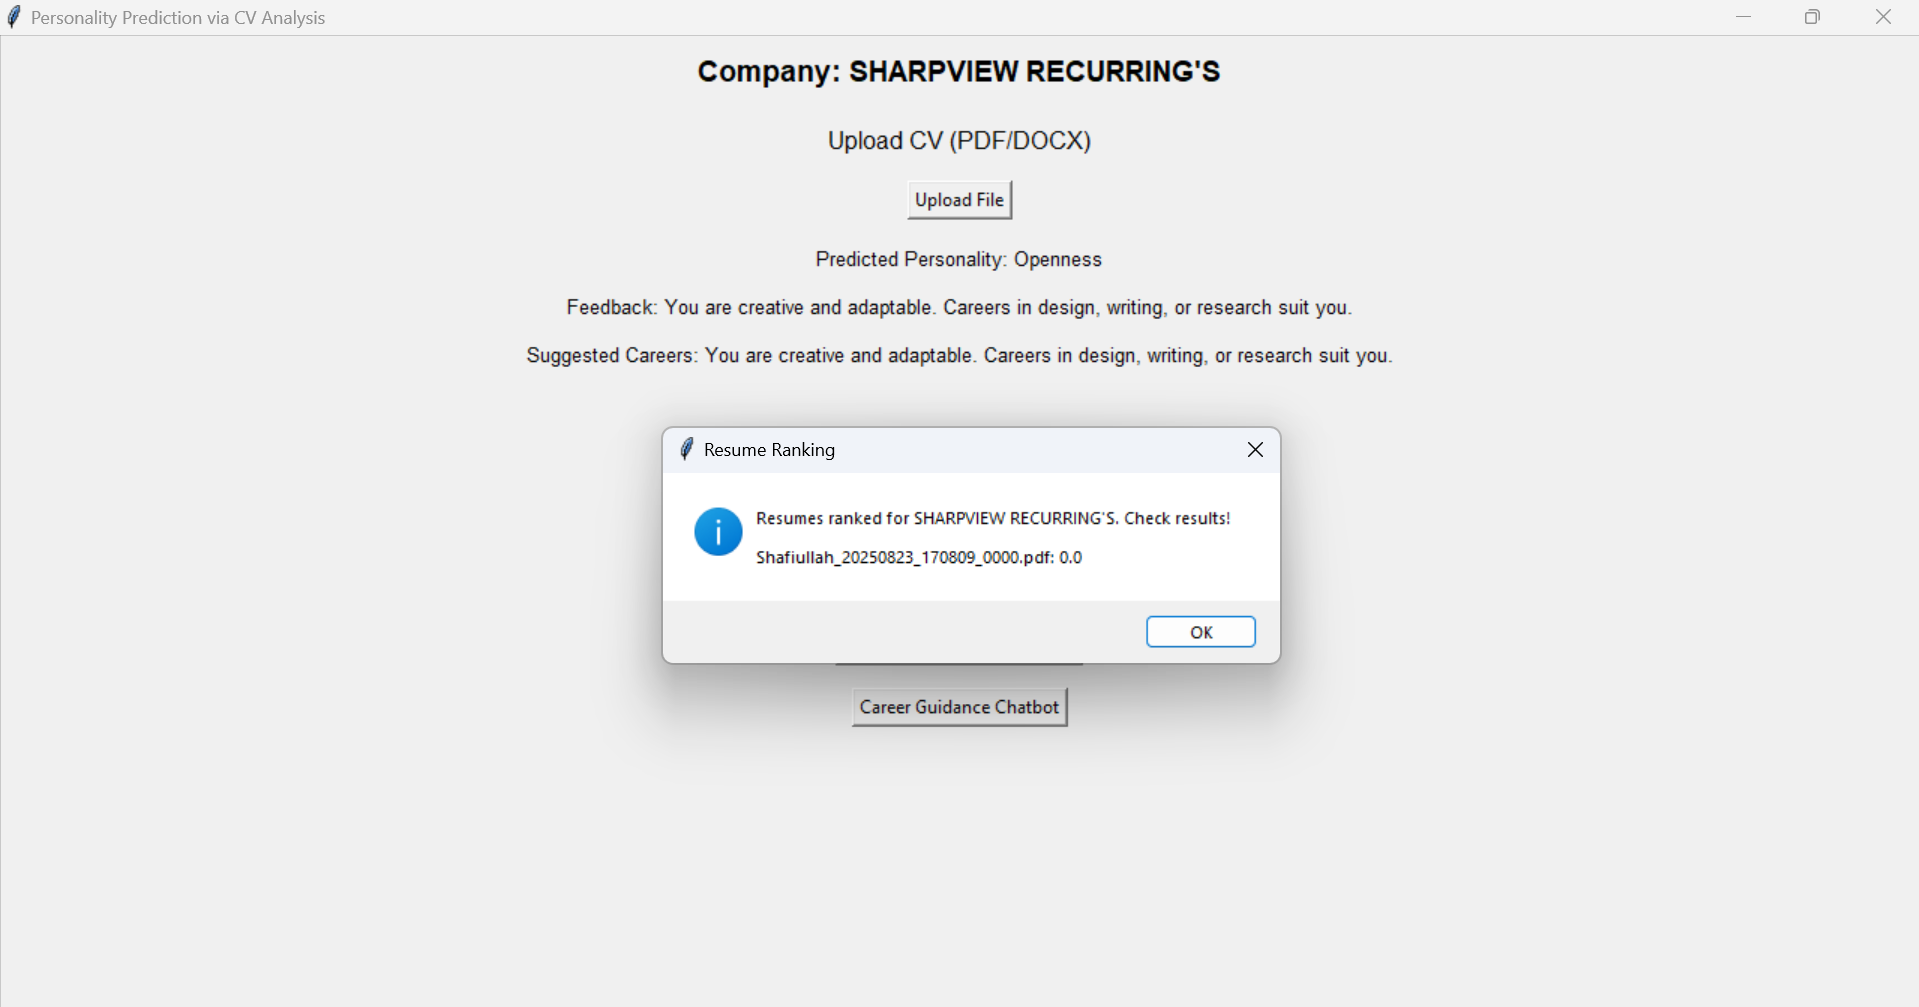 Personality Prediction via CV Analysis
Company: SHARPVIEW RECURRING'S
Upload CV (PDF/DOCX)
Upload File
Predicted Personality: Openness
Feedback: You are creative and adaptable. Careers in design, writing, or research suit you.
Suggested Careers: You are creative and adaptable. Careers in design, writing, or research suit you.
Resume Ranking
Resumes ranked for SHARPVIEW RECURRING'S. Check results!
Shafiullah_20250823_170809_0000.pdf: 0.0
OK
Career Guidance Chatbot